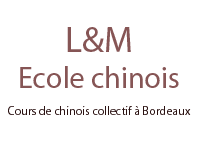 L&M
Ecole chinois
Cours de chinois collectif à Bordeaux